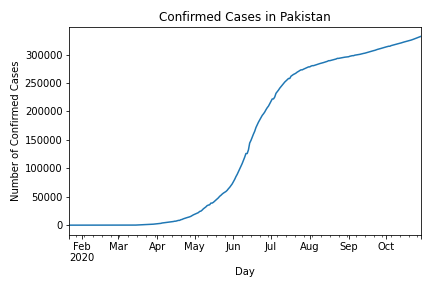 Confirmed Cases in Pakistan
Number of Confirmed Cases
300000
250000
200000
150000
100000
50000
0
Feb Mar Apr May Jun Jul Aug Sep Oct
2020
Day